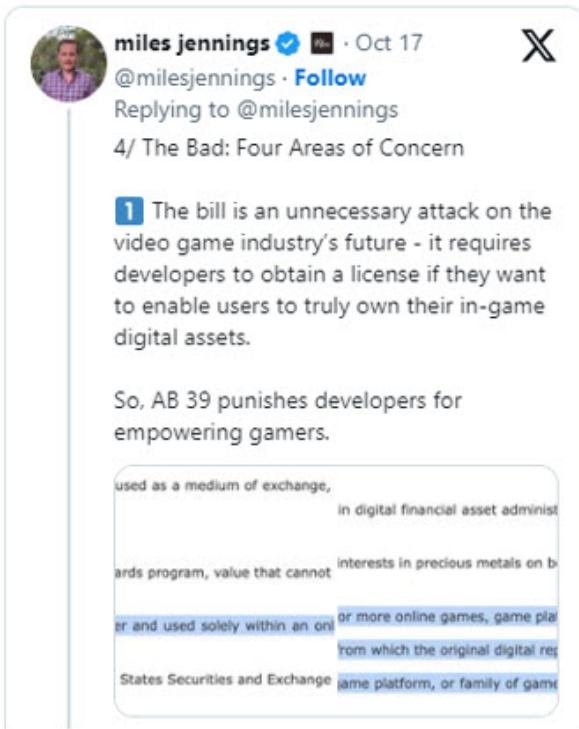 miles jennings · Oct 17
@milesjennings · Follow
Replying to @milesjennings
4/ The Bad: Four Areas of Concern
1 The bill is an unnecessary attack on the
video game industry's future - it requires
developers to obtain a license if they want
to enable users to truly own their in-game
digital assets.
So, AB 39 punishes developers for
empowering gamers.
used as a medium of exchange,
ards program, value that cannot
er and used solely within an onl
States Securities and Exchange
in digital financial asset administ
interests in precious metals on b
or more online games, game pla
from which the original digital rep
game platform, or family of game